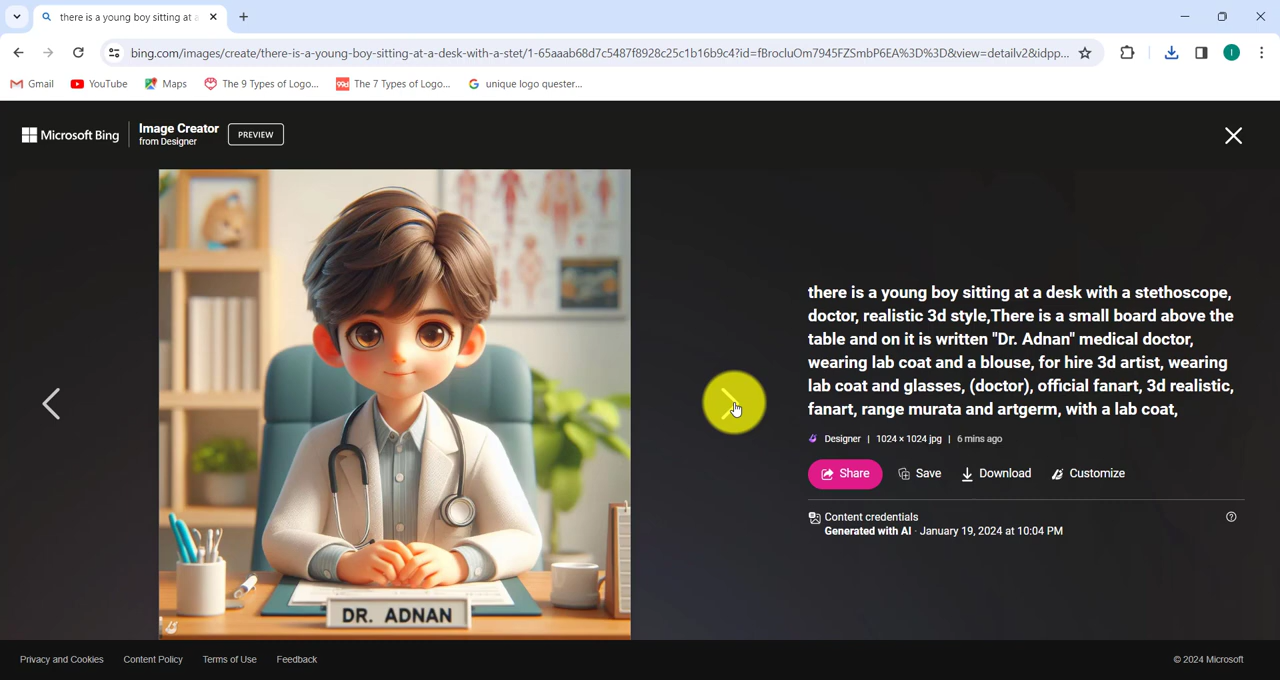 there is a young boy sitting at a
bing.com/images/create/there-is-a-young-boy-sitting-at-a-desk-with-a-stet/1-65aaab68d7c5487f8928c25c1b16b9c4?id=fBrocluOm7945FZSmbP6EA%3D%3D&view=detailv2&idpp...
I
Gmail
YouTube
Maps
The 9 Types of Logo...
99d
The 7 Types of Logo...
unique logo quester...
Microsoft Bing
Image Creator
from Designer
PREVIEW
there is a young boy sitting at a desk with a stethoscope,
doctor, realistic 3d style,There is a small board above the
table and on it is written "Dr. Adnan" medical doctor,
wearing lab coat and a blouse, for hire 3d artist, wearing
lab coat and glasses, (doctor), official fanart, 3d realistic,
fanart, range murata and artgerm, with a lab coat,
Designer | 1024 × 1024 jpg | 6 mins ago
Share
Save
Download
Customize
Content credentials
Generated with AI · January 19, 2024 at 10:04 PM
DR. ADNAN
Privacy and Cookies
Content Policy
Terms of Use
Feedback
© 2024 Microsoft